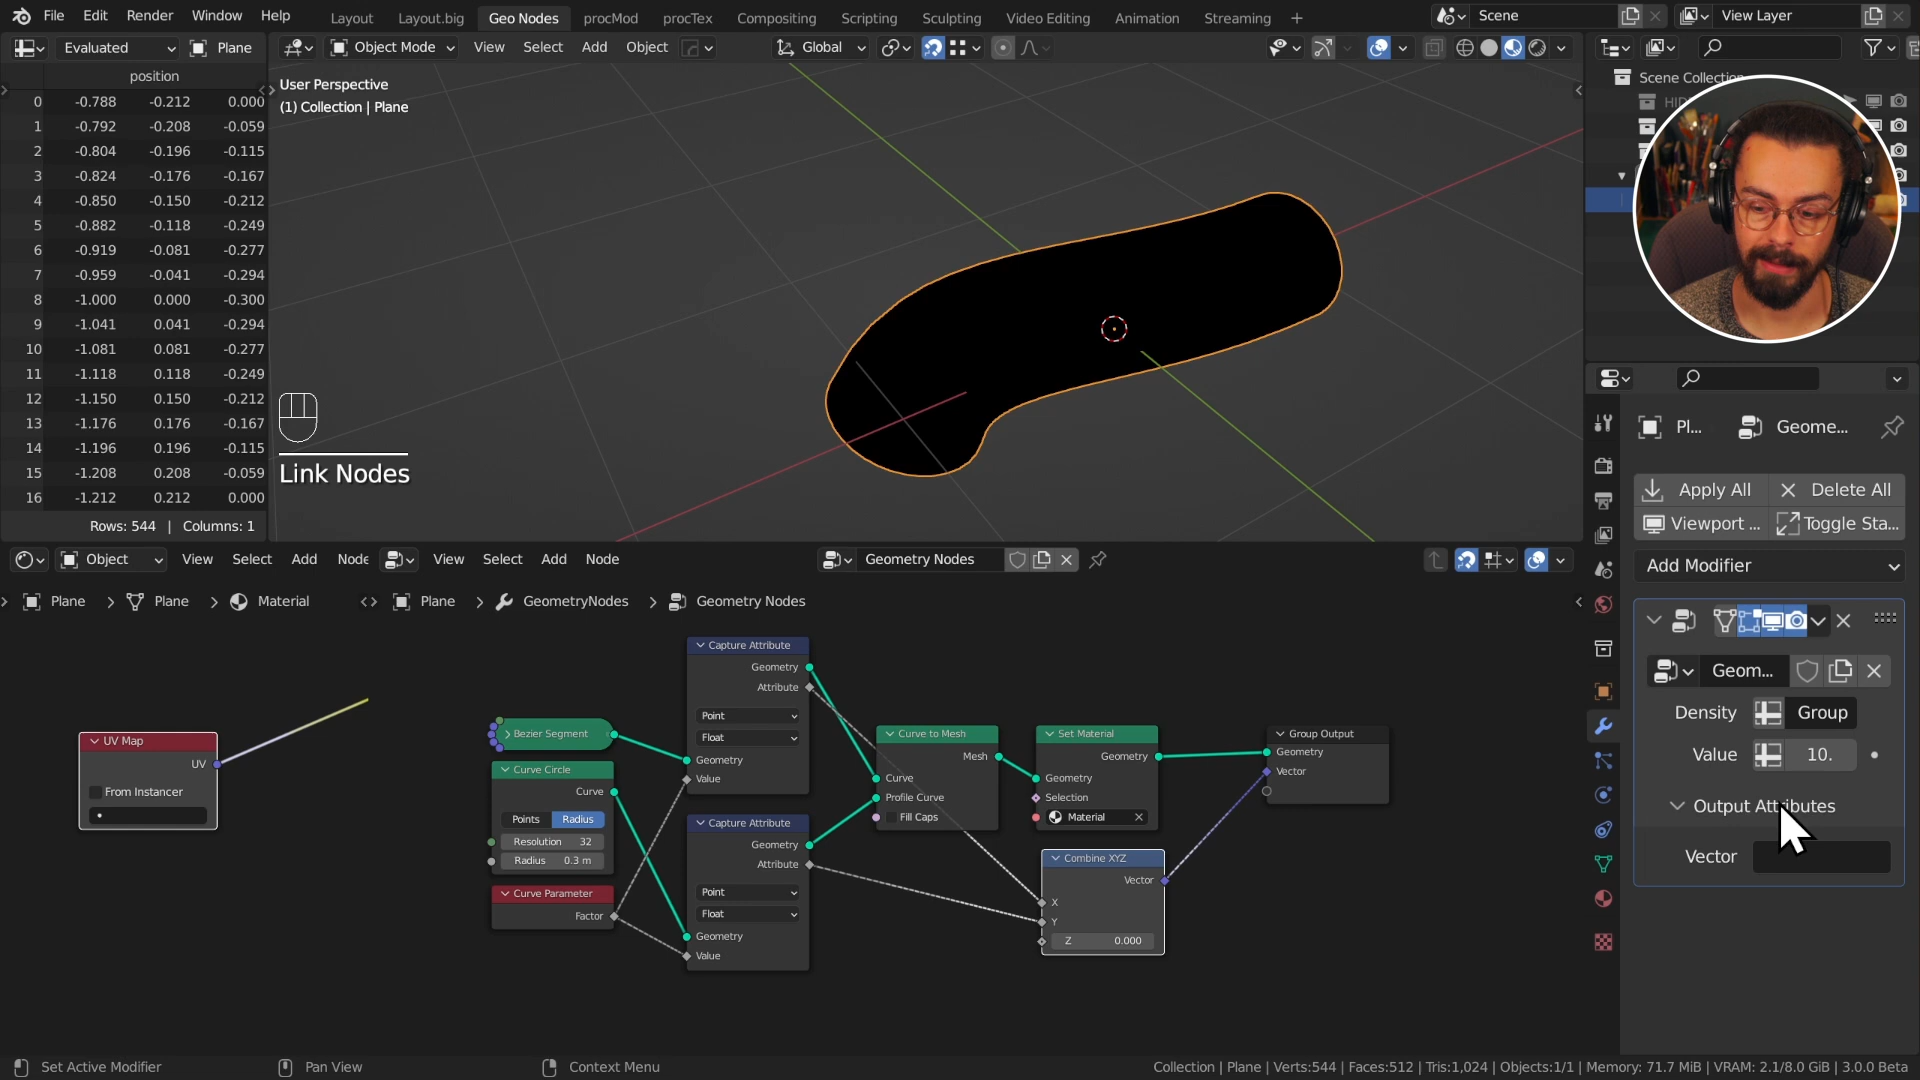 File Edit Render Window Help
Layout Layout.big Geo Nodes procMod procTex Compositing Scripting Sculpting Video Editing Animation Streaming +
Scene
View Layer
Evaluated Plane
Object Mode View Select Add Object Global
position
0 -0.788 -0.212 0.000
1 -0.792 -0.208 -0.059
2 -0.804 -0.196 -0.115
3 -0.824 -0.176 -0.167
4 -0.850 -0.150 -0.212
5 -0.882 -0.118 -0.249
6 -0.919 -0.081 -0.277
7 -0.959 -0.041 -0.294
8 -1.000 0.000 -0.300
9 -1.041 0.041 -0.294
10 -1.081 0.081 -0.277
11 -1.118 0.118 -0.249
12 -1.150 0.150 -0.212
13 -1.176 0.176 -0.167
14 -1.196 0.196 -0.115
15 -1.208 0.208 -0.059
16 -1.212 0.212 0.000
Rows: 544 | Columns: 1
User Perspective
(1) Collection | Plane
Link Nodes
Scene Collection
Pl... Geome...
Apply All Delete All
Viewport ... Toggle Sta...
Add Modifier
Geom...
Density Group
Value 10.
Output Attributes
Vector
Object View Select Add Node
View Select Add Node
Geometry Nodes
Plane > Plane > Material
Plane > GeometryNodes > Geometry Nodes
UV Map
UV
From Instancer
Bezier Segment
Curve Circle
Curve
Points Radius
Resolution 32
Radius 0.3 m
Curve Parameter
Factor
Capture Attribute
Geometry
Attribute
Point
Float
Geometry
Value
Capture Attribute
Geometry
Attribute
Point
Float
Geometry
Value
Curve to Mesh
Mesh
Curve
Profile Curve
Fill Caps
Set Material
Geometry
Geometry
Selection
Material
Combine XYZ
Vector
X
Y
Z 0.000
Group Output
Geometry
Vector
Set Active Modifier Pan View Context Menu
Collection | Plane | Verts:544 | Faces:512 | Tris:1,024 | Objects:1/1 | Memory: 71.7 MiB | VRAM: 2.1/8.0 GiB | 3.0.0 Beta